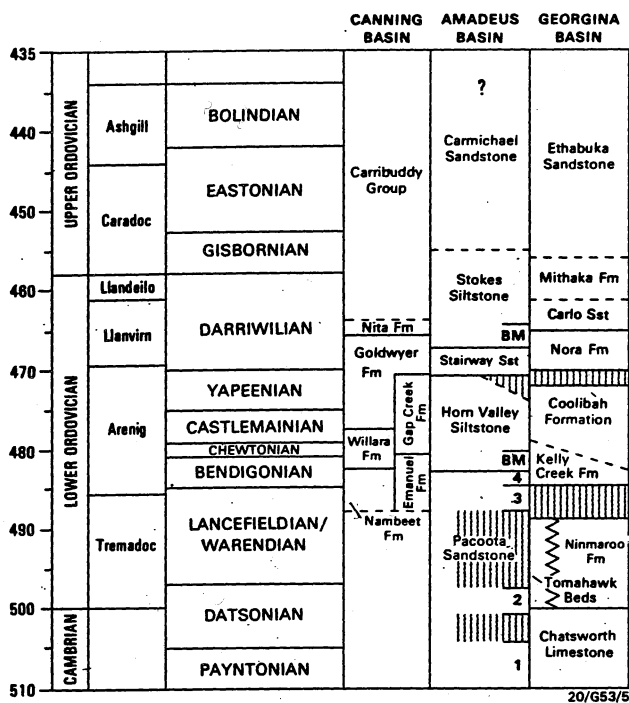 CANNING BASIN
AMADEUS BASIN
GEORGINA BASIN
435
440
450
460
470
480
490
500
510
UPPER ORDOVICIAN
LOWER ORDOVICIAN
CAMBRIAN
Ashgill
Caradoc
Llandeilo
Llanvirn
Arenig
Tremadoc
BOLINDIAN
EASTONIAN
GISBORNIAN
DARRIWILIAN
YAPEENIAN
CASTLEMAINIAN
CHEWTONIAN
BENDIGONIAN
LANCEFIELDIAN/
WARENDIAN
DATSONIAN
PAYNTONIAN
Carribuddy
Group
Nita Fm
Goldwyer
Fm
Gap Creek
Fm
Willara
Fm
Emanuel
Fm
Nambeet
Fm
?
Carmichael
Sandstone
Stokes
Siltstone
BM
Stairway Sst
Horn Valley
Siltstone
BM
4
3
Pacoota
Sandstone
2
1
Ethabuka
Sandstone
Mithaka Fm
Carlo Sst
Nora Fm
Coolibah
Formation
Kelly
Creek Fm
Ninmaroo
Fm
Tomahawk
Beds
Chatsworth
Limestone
20/G53/5